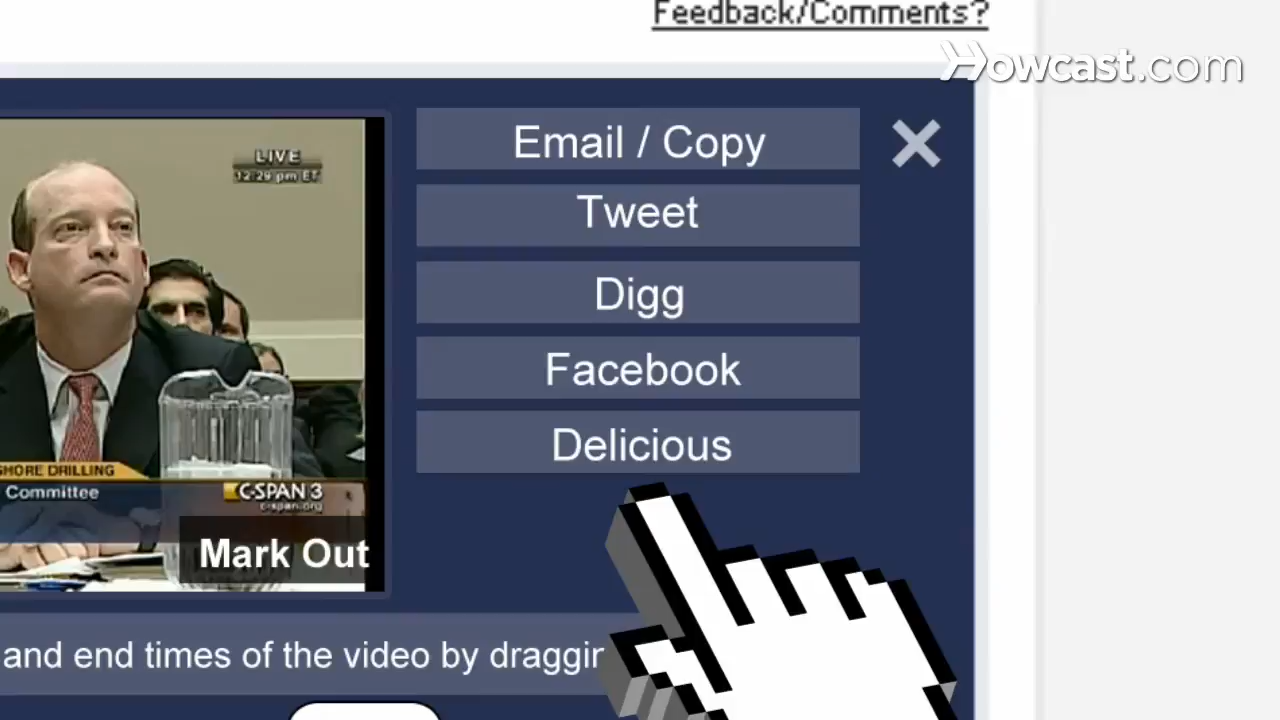 Feedback/Comments?
Howcast.com
Email / Copy
LIVE
12:29 pm ET
Tweet
Digg
Facebook
Delicious
SHORE DRILLING
Committee
C-SPAN 3
c-span.org
Mark Out
and end times of the video by draggin